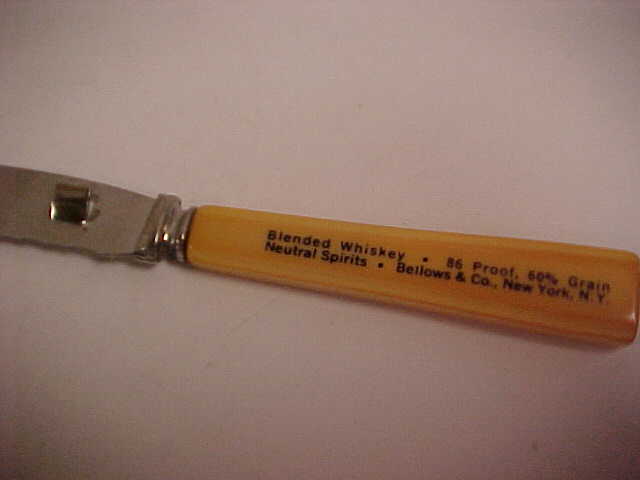 Blended Whiskey • 86 Proof, 60% Grain
Neutral Spirits • Bellows & Co., New York, N.Y.